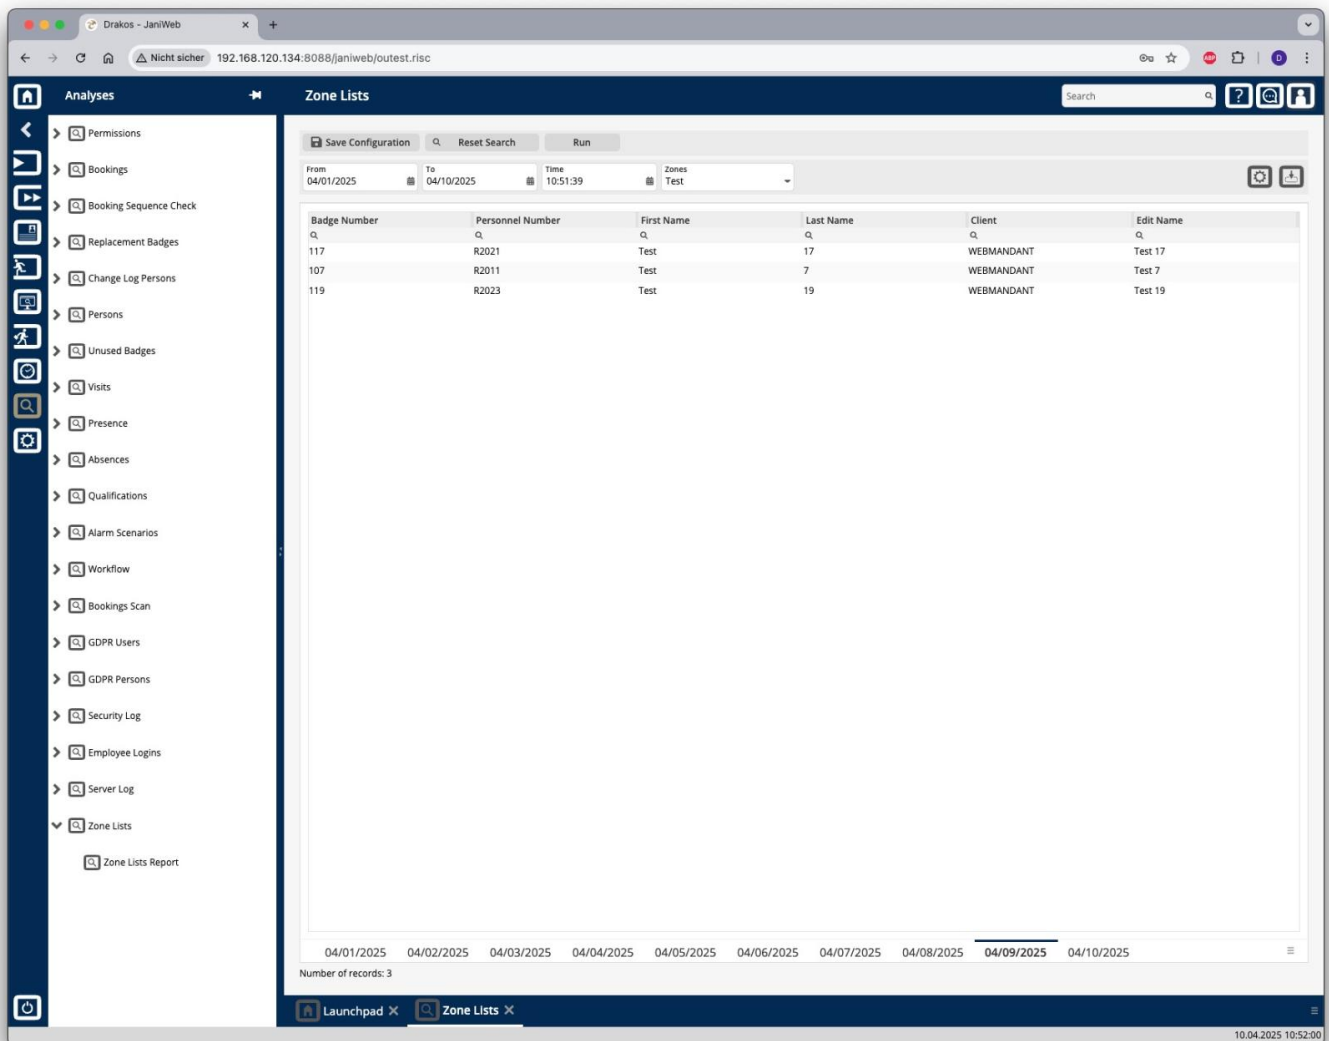 Drakos - JaniWeb
Nicht sicher 192.168.120.134:8088/janiweb/outest.risc
ABP
D
Analyses
Zone Lists
Search
?
Permissions
Bookings
Booking Sequence Check
Replacement Badges
Change Log Persons
Persons
Unused Badges
Visits
Presence
Absences
Qualifications
Alarm Scenarios
Workflow
Bookings Scan
GDPR Users
GDPR Persons
Security Log
Employee Logins
Server Log
Zone Lists
Zone Lists Report
Save Configuration Reset Search Run
From To Time Zones
04/01/2025 04/10/2025 10:51:39 Test
Badge Number Personnel Number First Name Last Name Client Edit Name
117 R2021 Test 17 WEBMANDANT Test 17
107 R2011 Test 7 WEBMANDANT Test 7
119 R2023 Test 19 WEBMANDANT Test 19
04/01/2025 04/02/2025 04/03/2025 04/04/2025 04/05/2025 04/06/2025 04/07/2025 04/08/2025 04/09/2025 04/10/2025
Number of records: 3
Launchpad Zone Lists
10.04.2025 10:52:00